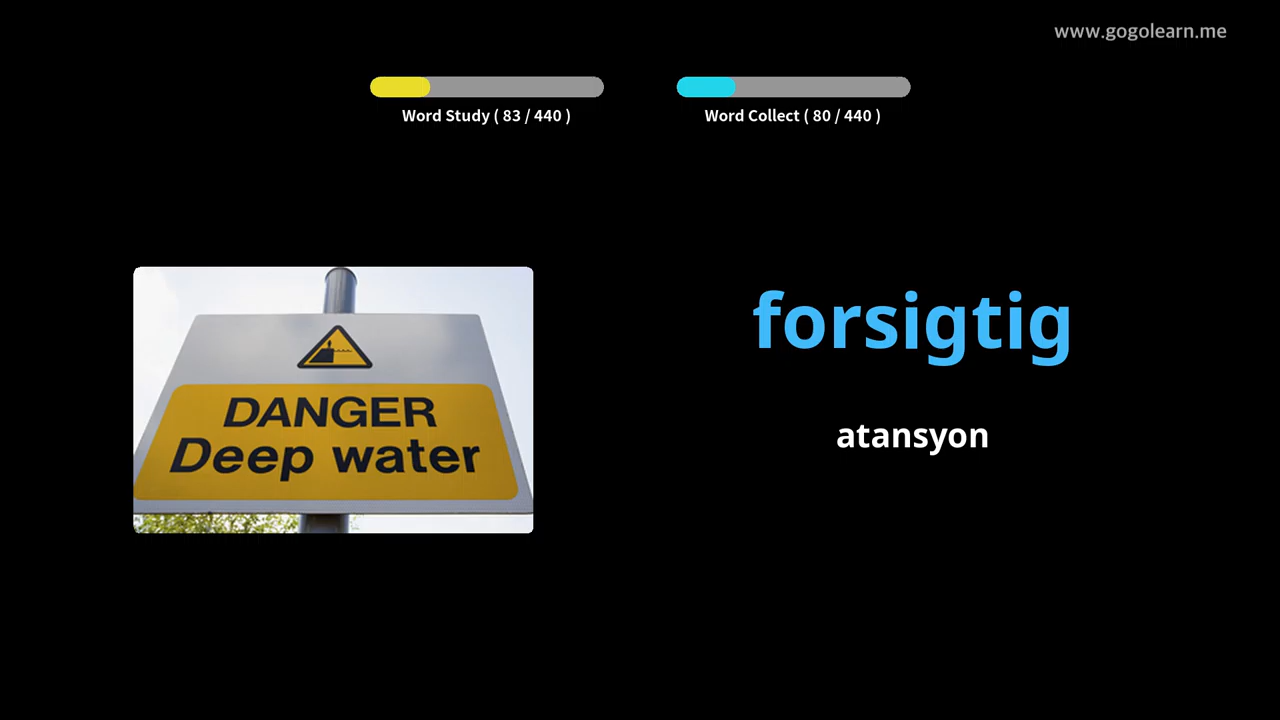 www.gogolearn.me
Word Study ( 83 / 440 )
Word Collect ( 80 / 440 )
DANGER
Deep water
forsigtig
atansyon